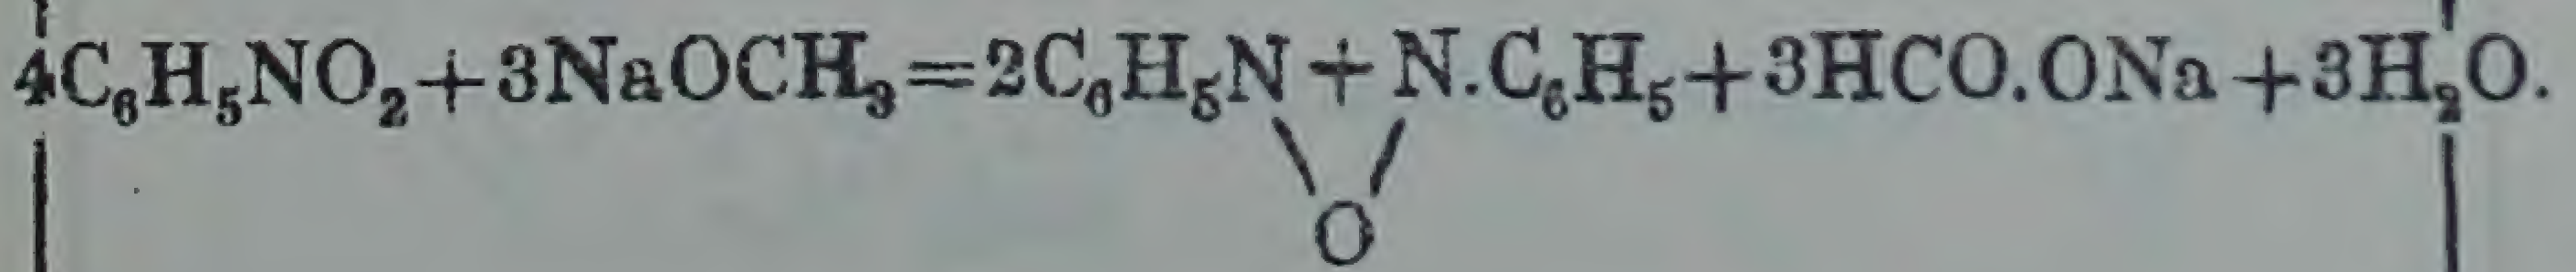 4C₆H₅NO₂+3NaOCH₃=2C₆H₅N+N.C₆H₅+3HCO.ONa+3H₂O.
\ /
O